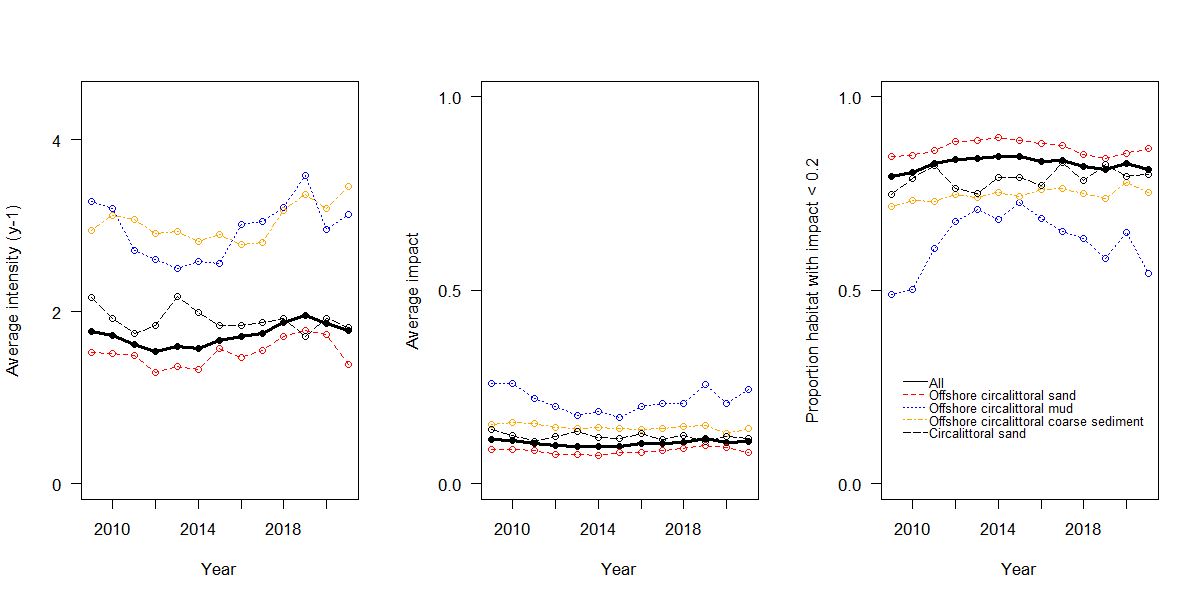 Average intensity (y-1)
4
2
0
2010 2014 2018
Year
Average impact
1.0
0.5
0.0
2010 2014 2018
Year
Proportion habitat with impact < 0.2
1.0
0.5
0.0
2010 2014 2018
Year
All
Offshore circalittoral sand
Offshore circalittoral mud
Offshore circalittoral coarse sediment
Circalittoral sand